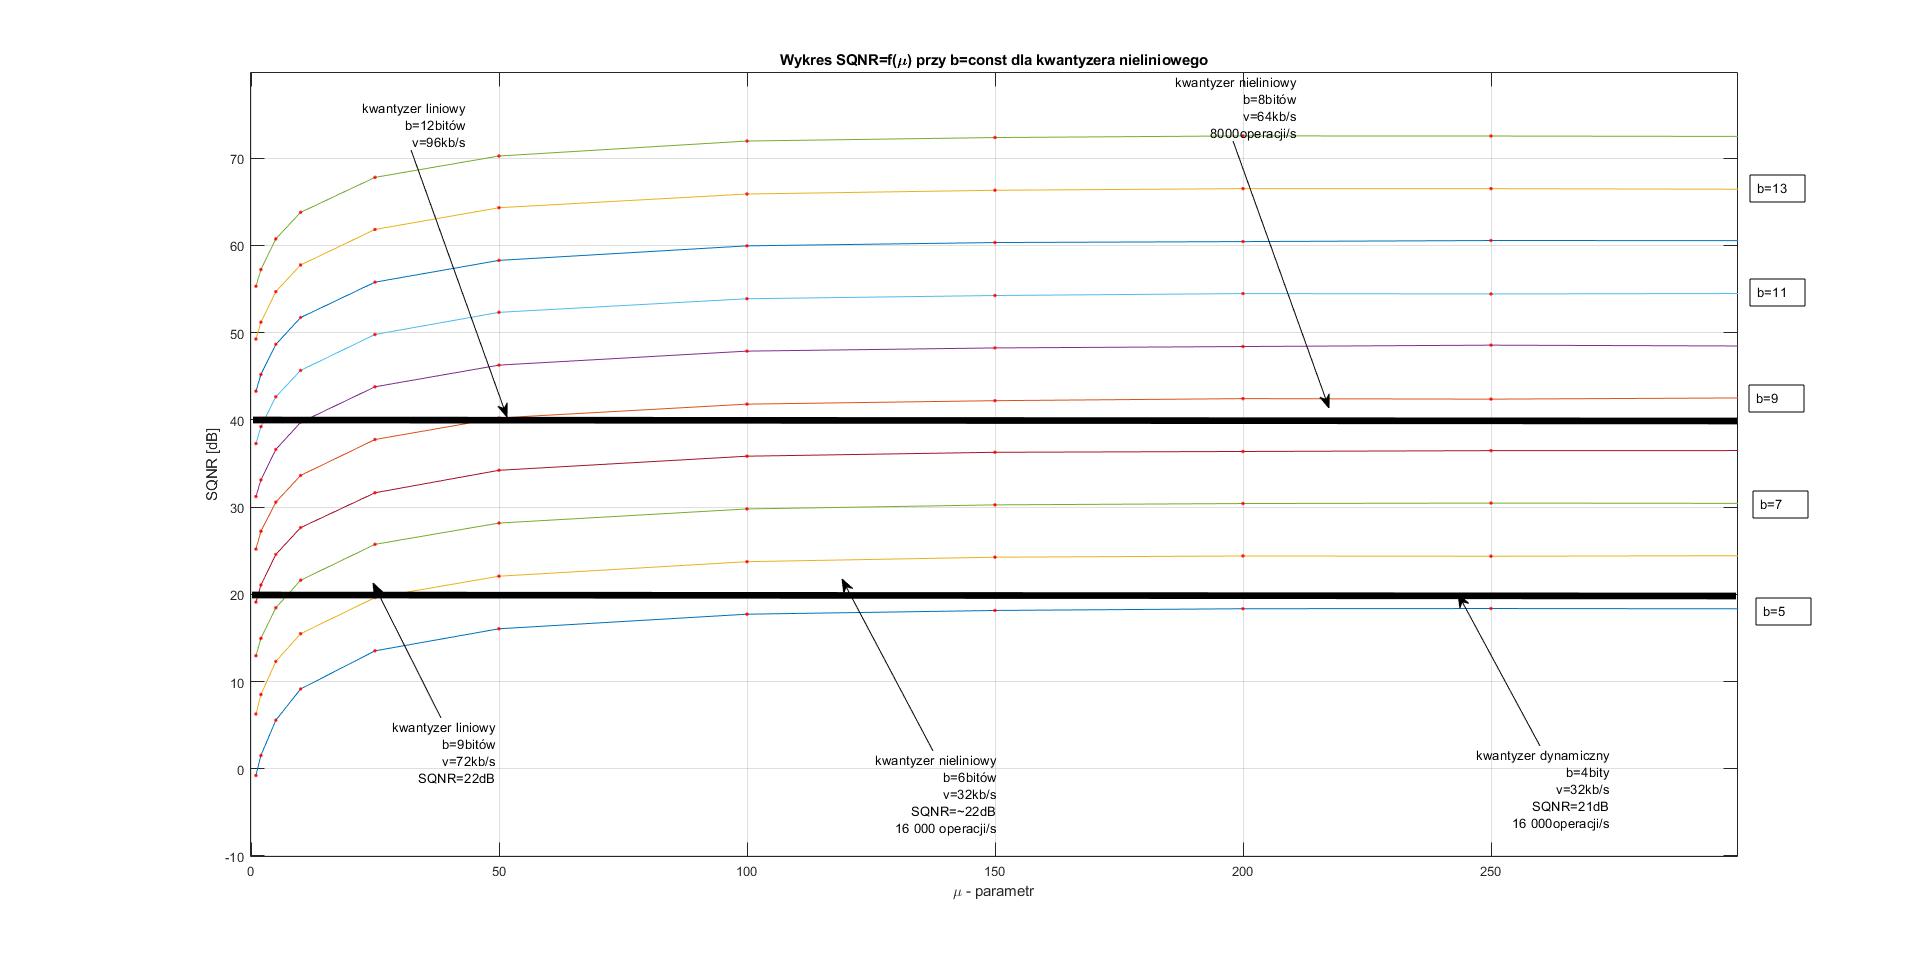 Wykres SQNR=f(μ) przy b=const dla kwantyzera nieliniowego
kwantyzer liniowy
b=12bitów
v=96kb/s
kwantyzer nieliniowy
b=8bitów
v=64kb/s
8000operacji/s
70
60
50
40
30
20
10
0
-10
SQNR [dB]
b=13
b=11
b=9
b=7
b=5
kwantyzer liniowy
b=9bitów
v=72kb/s
SQNR=22dB
kwantyzer nieliniowy
b=6bitów
v=32kb/s
SQNR=~22dB
16 000 operacji/s
kwantyzer dynamiczny
b=4bity
v=32kb/s
SQNR=21dB
16 000operacji/s
0
50
100
150
200
250
μ - parametr